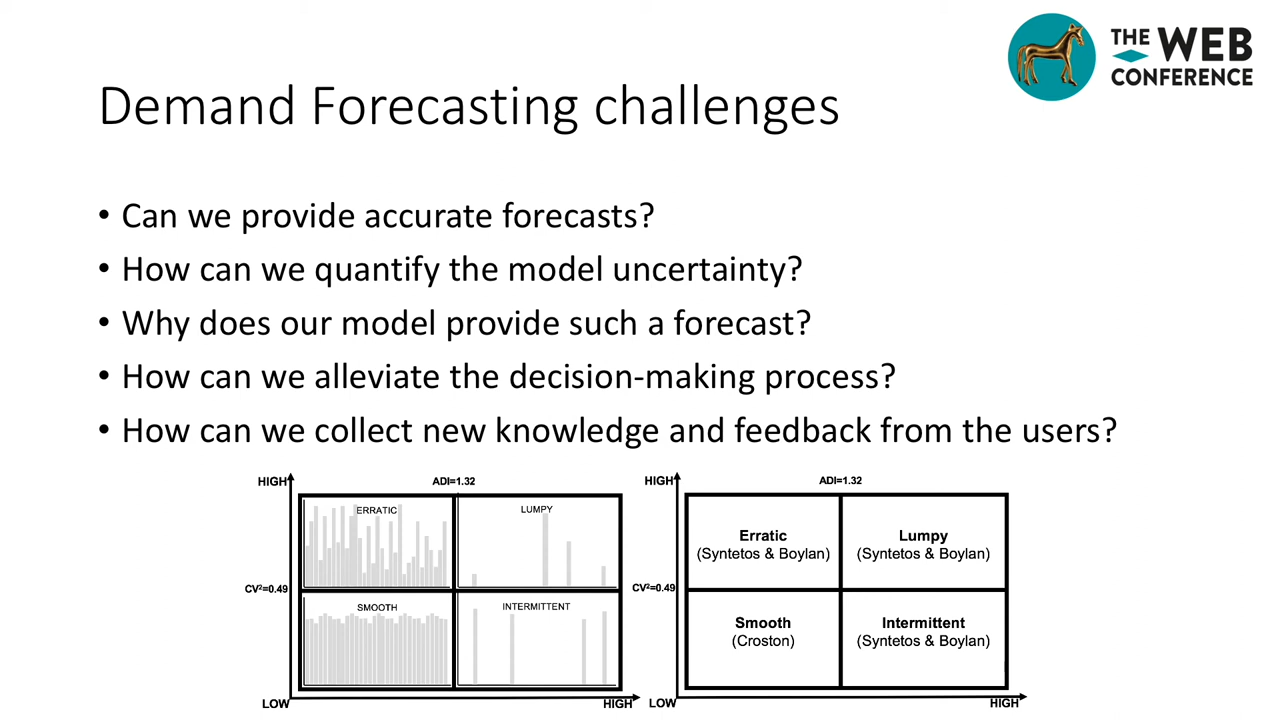 THE WEB
CONFERENCE
Demand Forecasting challenges
• Can we provide accurate forecasts?
• How can we quantify the model uncertainty?
• Why does our model provide such a forecast?
• How can we alleviate the decision-making process?
• How can we collect new knowledge and feedback from the users?
HIGH
ADI=1.32
ERRATIC
LUMPY
CV²=0.49
SMOOTH
INTERMITTENT
LOW
HIGH
HIGH
ADI=1.32
Erratic
(Syntetos & Boylan)
Lumpy
(Syntetos & Boylan)
CV²=0.49
Smooth
(Croston)
Intermittent
(Syntetos & Boylan)
LOW
HIGH